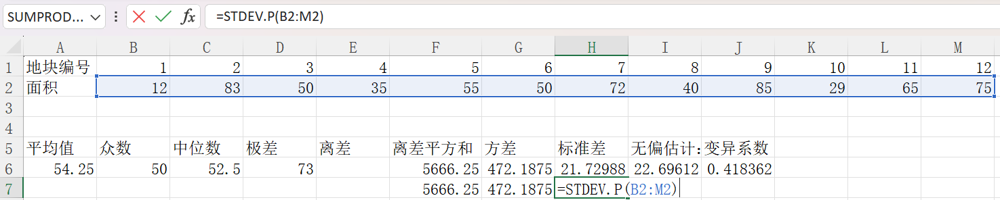 SUMPROD... fx =STDEV.P(B2:M2)
A B C D E F G H I J K L M
1 地块编号 1 2 3 4 5 6 7 8 9 10 11 12
2 面积 12 83 50 35 55 50 72 40 85 29 65 75
3
4
5 平均值 众数 中位数 极差 离差 离差平方和 方差 标准差 无偏估计: 变异系数
6 54.25 50 52.5 73 5666.25 472.1875 21.72988 22.69612 0.418362
7 5666.25 472.1875 =STDEV.P(B2:M2)